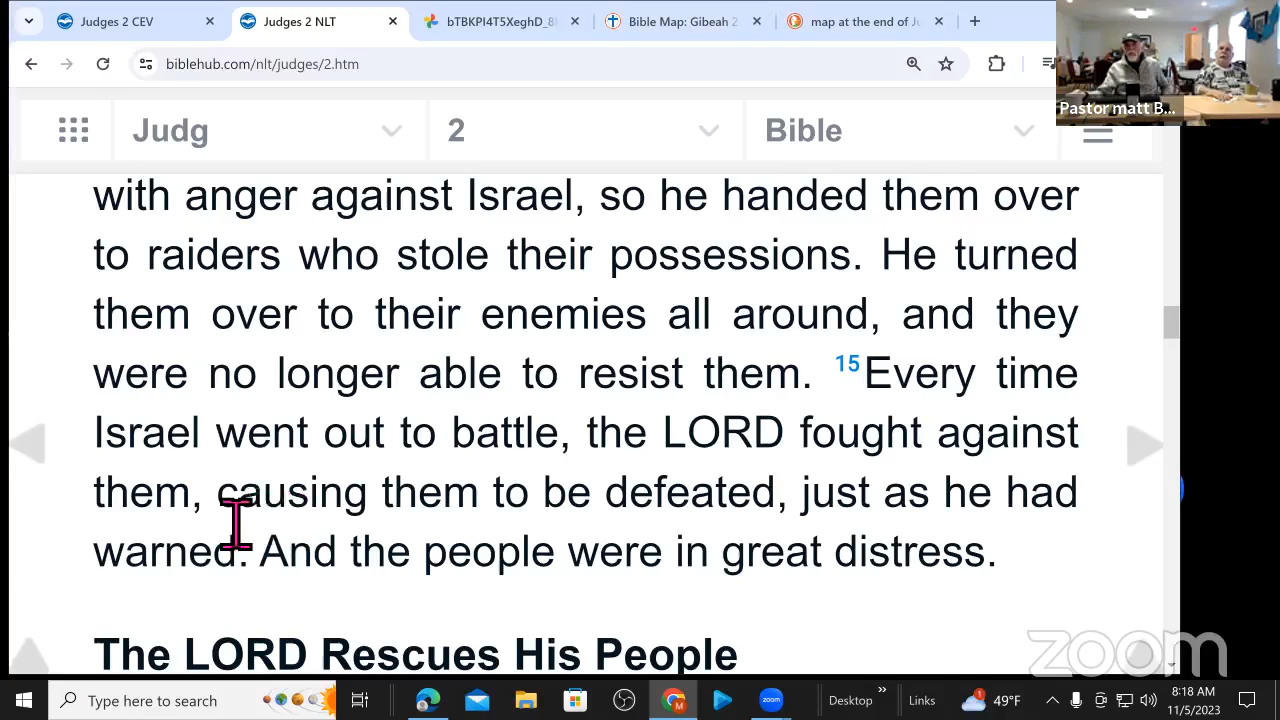 Judges 2 CEV
Judges 2 NLT
bTBKPI4T5XeghD_8
Bible Map: Gibeah 2
map at the end of Ju
biblehub.com/nlt/judges/2.htm
Pastor matt B...
Judg
2
Bible
with anger against Israel, so he handed them over
to raiders who stole their possessions. He turned
them over to their enemies all around, and they
were no longer able to resist them. 15Every time
Israel went out to battle, the LORD fought against
them, causing them to be defeated, just as he had
warned. And the people were in great distress.
The LORD Rescues His People
zoom
Type here to search
zoom
Desktop
Links
1
49°F
8:18 AM
11/5/2023